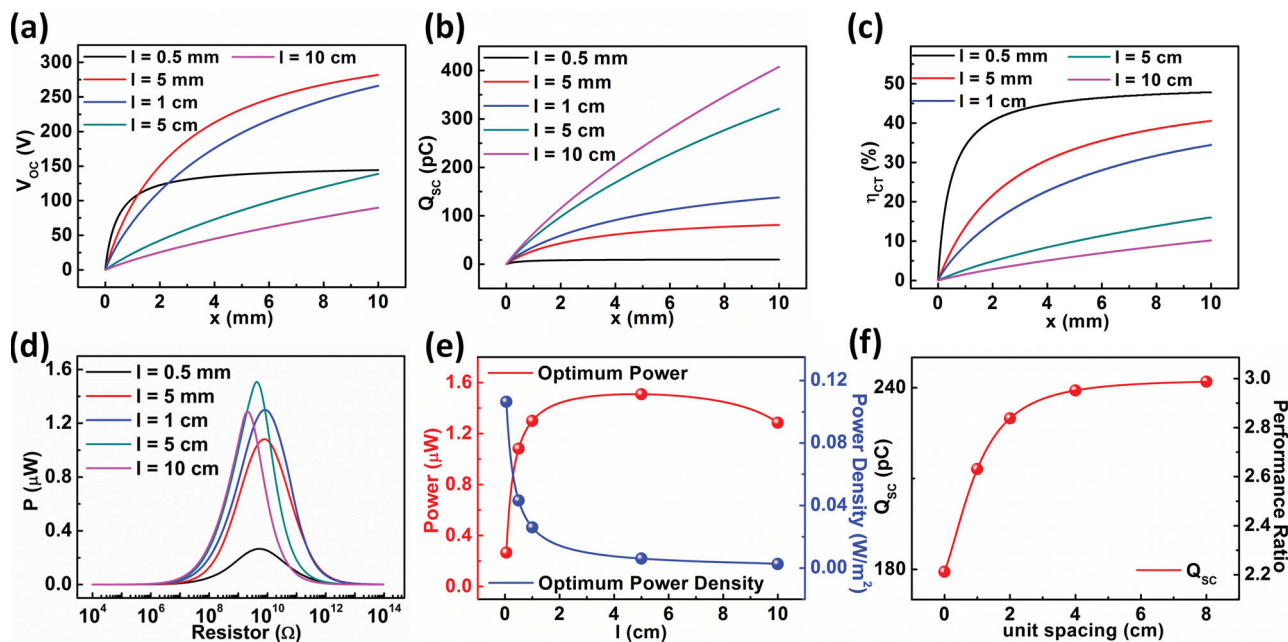 (a)
l = 0.5 mm
l = 10 cm
l = 5 mm
l = 1 cm
l = 5 cm
300
250
200
150
100
50
0
V_OC (V)
0 2 4 6 8 10
x (mm)
(b)
l = 0.5 mm
l = 5 mm
l = 1 cm
l = 5 cm
l = 10 cm
400
300
200
100
0
Q_SC (pC)
0 2 4 6 8 10
x (mm)
(c)
l = 0.5 mm
l = 5 cm
l = 5 mm
l = 10 cm
l = 1 cm
50
40
30
20
10
0
η_CT (%)
0 2 4 6 8 10
x (mm)
(d)
l = 0.5 mm
l = 5 mm
l = 1 cm
l = 5 cm
l = 10 cm
1.6
1.2
0.8
0.4
0.0
P (μW)
10^4 10^6 10^8 10^10 10^12 10^14
Resistor (Ω)
(e)
Optimum Power
Optimum Power Density
1.6
1.2
0.8
0.4
0.0
Power (μW)
0.12
0.08
0.04
0.00
Power Density (W/m²)
0 2 4 6 8 10
l (cm)
(f)
240
180
Q_SC (pC)
3.0
2.9
2.8
2.7
2.6
2.5
2.4
2.3
2.2
Performance Ratio
Q_SC
0 2 4 6 8
unit spacing (cm)